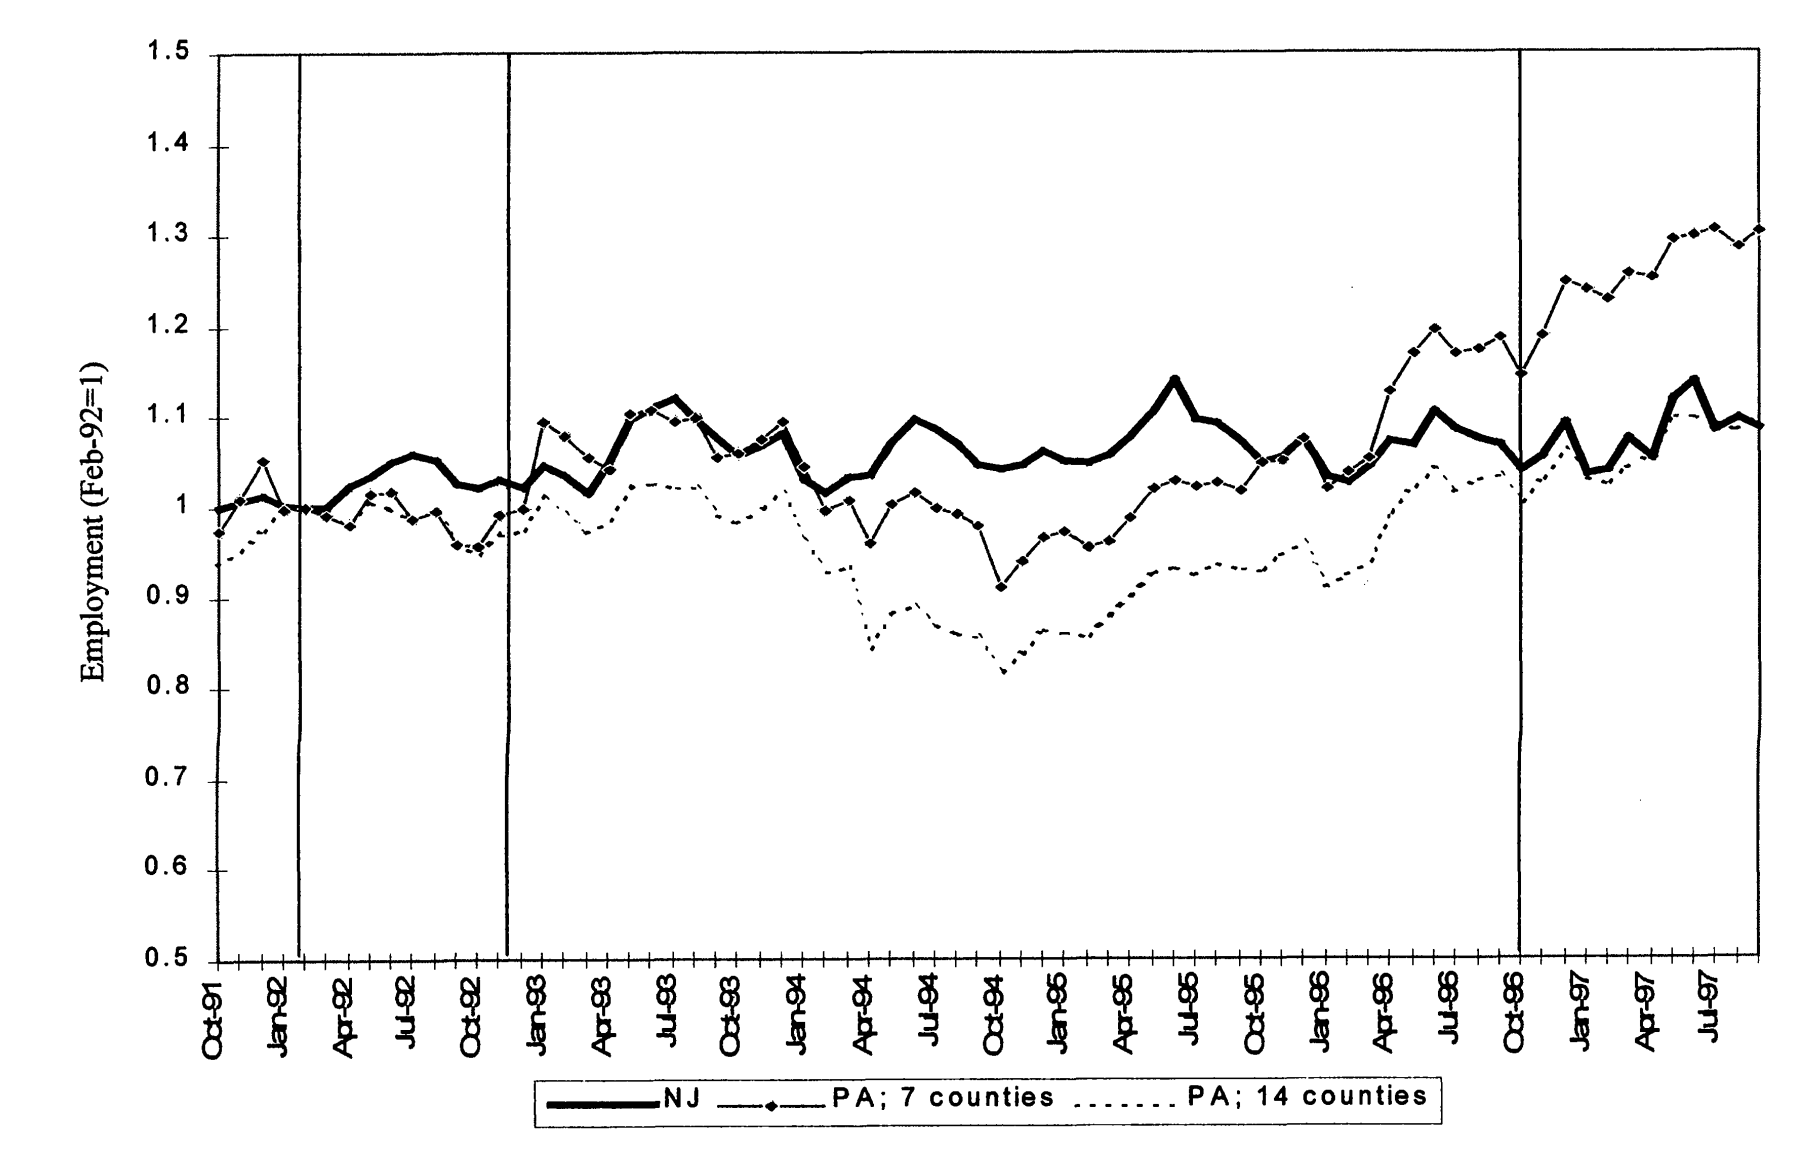 1.5
1.4
1.3
1.2
1.1
1
0.9
0.8
0.7
0.6
0.5
Employment (Feb-92=1)
Oct-91
Jan-92
Apr-92
Jul-92
Oct-92
Jan-93
Apr-93
Jul-93
Oct-93
Jan-94
Apr-94
Jul-94
Oct-94
Jan-95
Apr-95
Jul-95
Oct-95
Jan-96
Apr-96
Jul-96
Oct-96
Jan-97
Apr-97
Jul-97
NJ PA; 7 counties PA; 14 counties